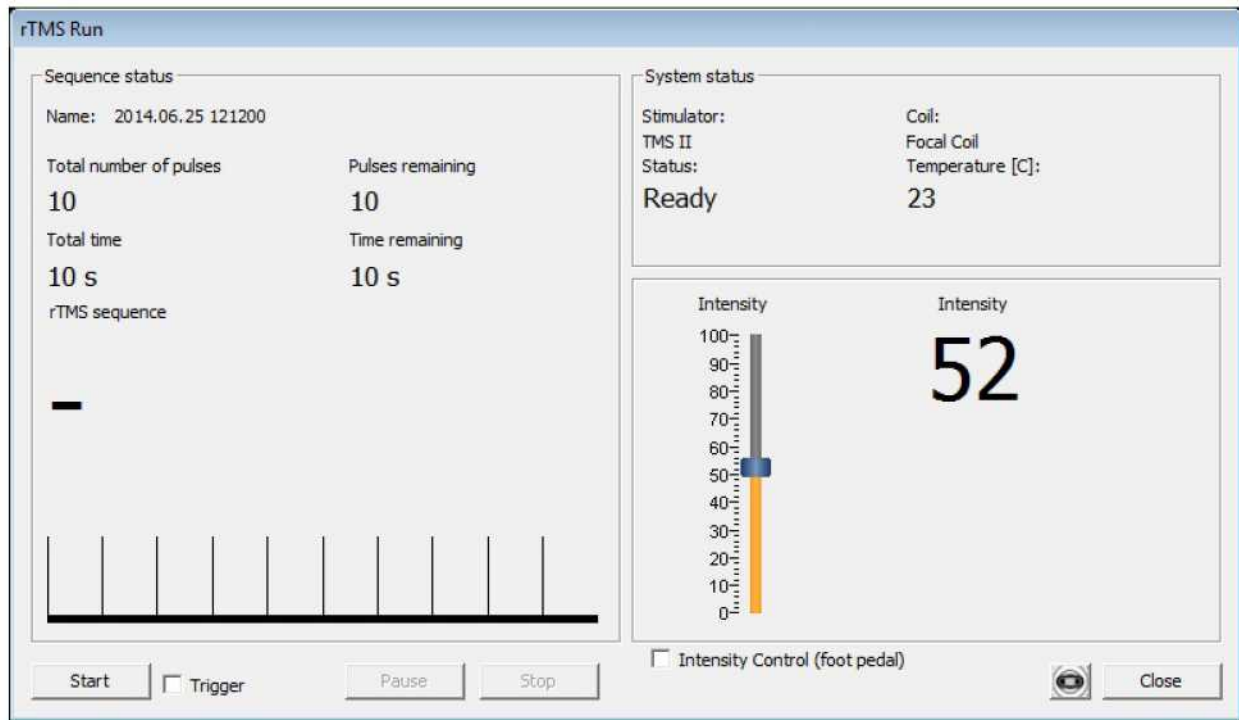 rTMS Run
Sequence status
Name: 2014.06.25 121200
Total number of pulses Pulses remaining
10 10
Total time Time remaining
10 s 10 s
rTMS sequence
-
System status
Stimulator: Coil:
TMS II Focal Coil
Status: Temperature [C]:
Ready 23
Intensity Intensity
52
100
90
80
70
60
50
40
30
20
10
0
Intensity Control (foot pedal)
Start Trigger Pause Stop
Close